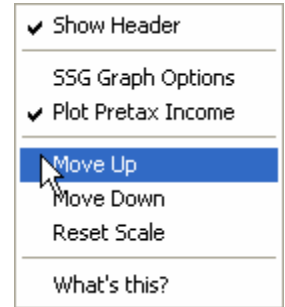 Show Header
SSG Graph Options
Plot Pretax Income
Move Up
Move Down
Reset Scale
What's this?